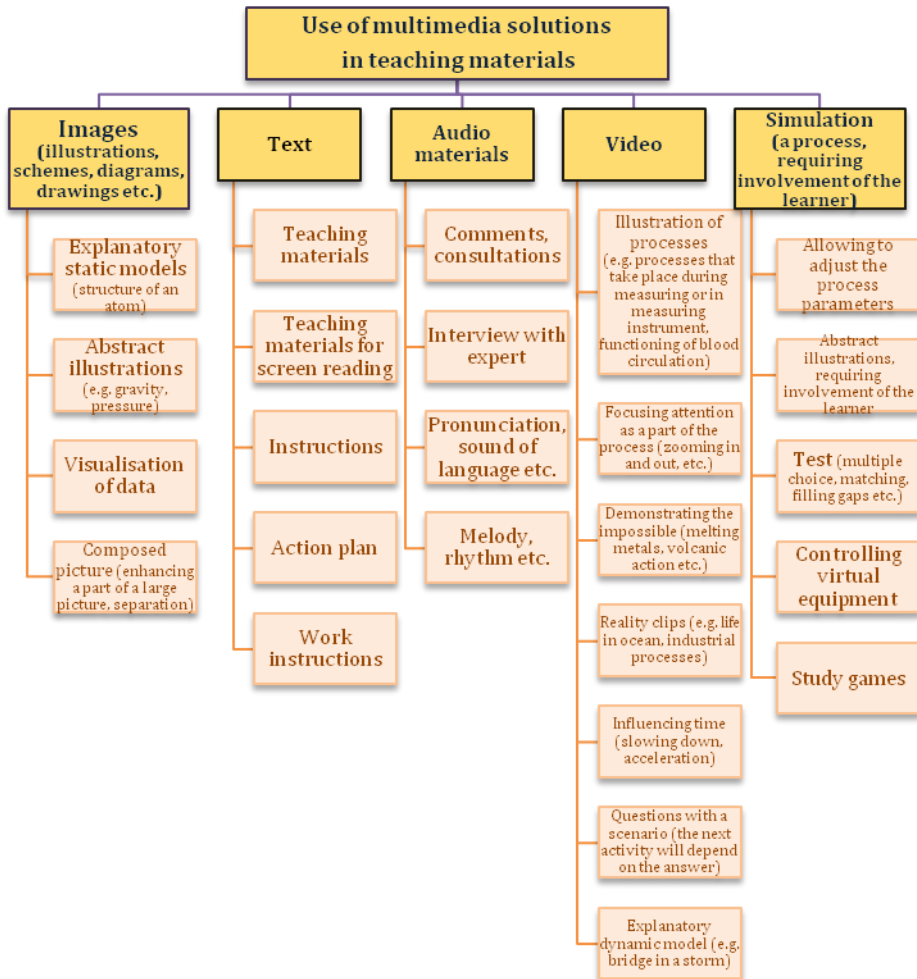 Use of multimedia solutions
in teaching materials
Images
(illustrations,
schemes, diagrams,
drawings etc.)
Explanatory
static models
(structure of an
atom)
Abstract
illustrations
(e.g. gravity,
pressure)
Visualisation
of data
Composed
picture (enhancing
a part of a large
picture, separation)
Text
Teaching
materials
Teaching
materials for
screen reading
Instructions
Action plan
Work
instructions
Audio
materials
Comments,
consultations
Interview with
expert
Pronunciation,
sound of
language etc.
Melody,
rhythm etc.
Video
Illustration of
processes
(e.g. processes that
take place during
measuring or in
measuring
instrument,
functioning of blood
circulation)
Focusing attention
as a part of the
process (zooming in
and out, etc.)
Demonstrating the
impossible (melting
metals, volcanic
action etc.)
Reality clips (e.g. life
in ocean, industrial
processes)
Influencing time
(slowing down,
acceleration)
Questions with a
scenario (the next
activity will depend
on the answer)
Explanatory
dynamic model (e.g.
bridge in a storm)
Simulation
(a process,
requiring
involvement of the
learner)
Allowing to
adjust the
process
parameters
Abstract
illustrations,
requiring
involvement of the
learner
Test (multiple
choice, matching,
filling gaps etc.)
Controlling
virtual
equipment
Study games